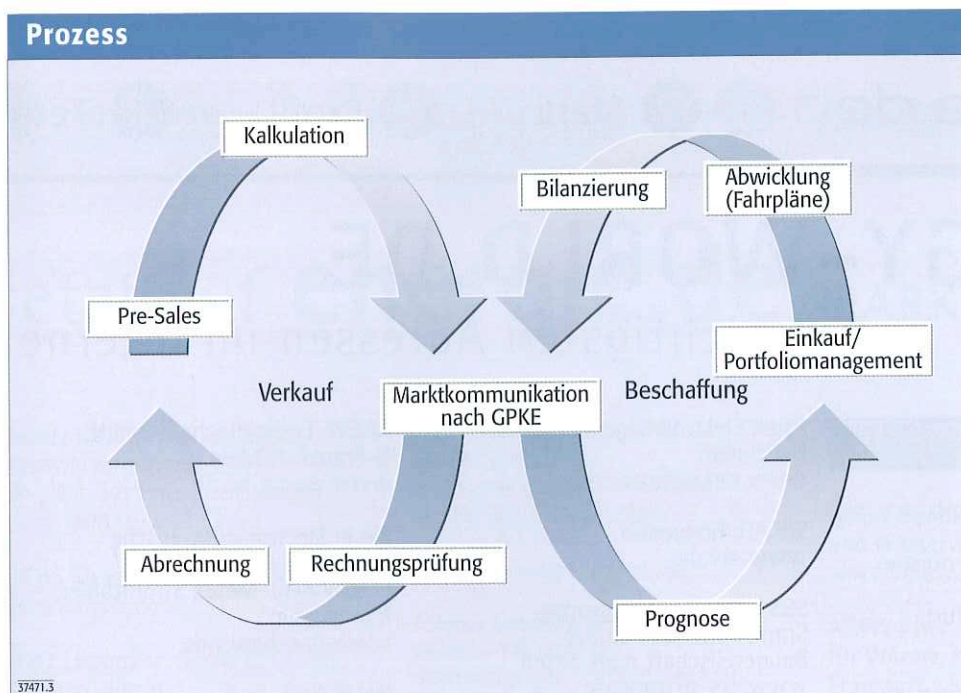 Prozess
Kalkulation
Bilanzierung
Abwicklung
(Fahrpläne)
Pre-Sales
Einkauf/
Portfoliomanagement
Verkauf
Marktkommunikation
nach GPKE
Beschaffung
Abrechnung
Rechnungsprüfung
Prognose
37471.3